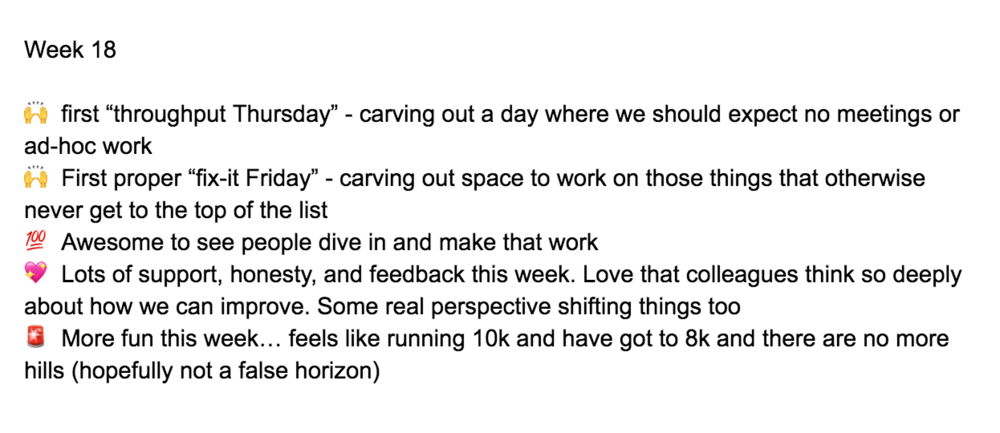 Week 18
🙌 first “throughput Thursday” - carving out a day where we should expect no meetings or
ad-hoc work
🙌 First proper “fix-it Friday” - carving out space to work on those things that otherwise
never get to the top of the list
💯 Awesome to see people dive in and make that work
💖 Lots of support, honesty, and feedback this week. Love that colleagues think so deeply
about how we can improve. Some real perspective shifting things too
🚨 More fun this week… feels like running 10k and have got to 8k and there are no more
hills (hopefully not a false horizon)